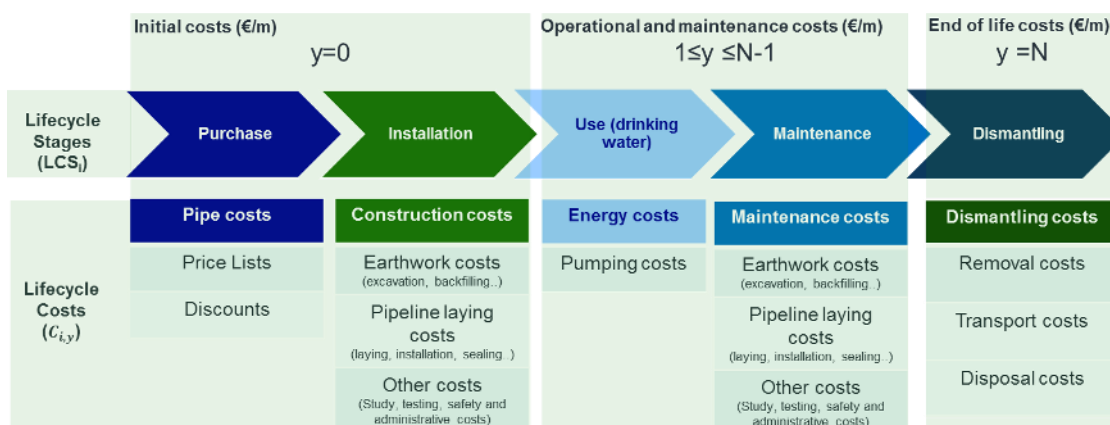 Initial costs (€/m)
y=0
Operational and maintenance costs (€/m)
1≤y ≤N-1
End of life costs (€/m)
y =N
Lifecycle
Stages
(LCSi)
Purchase
Installation
Use (drinking
water)
Maintenance
Dismantling
Lifecycle
Costs
(Ci,y)
Pipe costs
Price Lists
Discounts
Construction costs
Earthwork costs
(excavation, backfilling..)
Pipeline laying
costs
(laying, installation, sealing..)
Other costs
(Study, testing, safety and
administrative costs)
Energy costs
Pumping costs
Maintenance costs
Earthwork costs
(excavation, backfilling..)
Pipeline laying
costs
(laying, installation, sealing..)
Other costs
(Study, testing, safety and
administrative costs)
Dismantling costs
Removal costs
Transport costs
Disposal costs